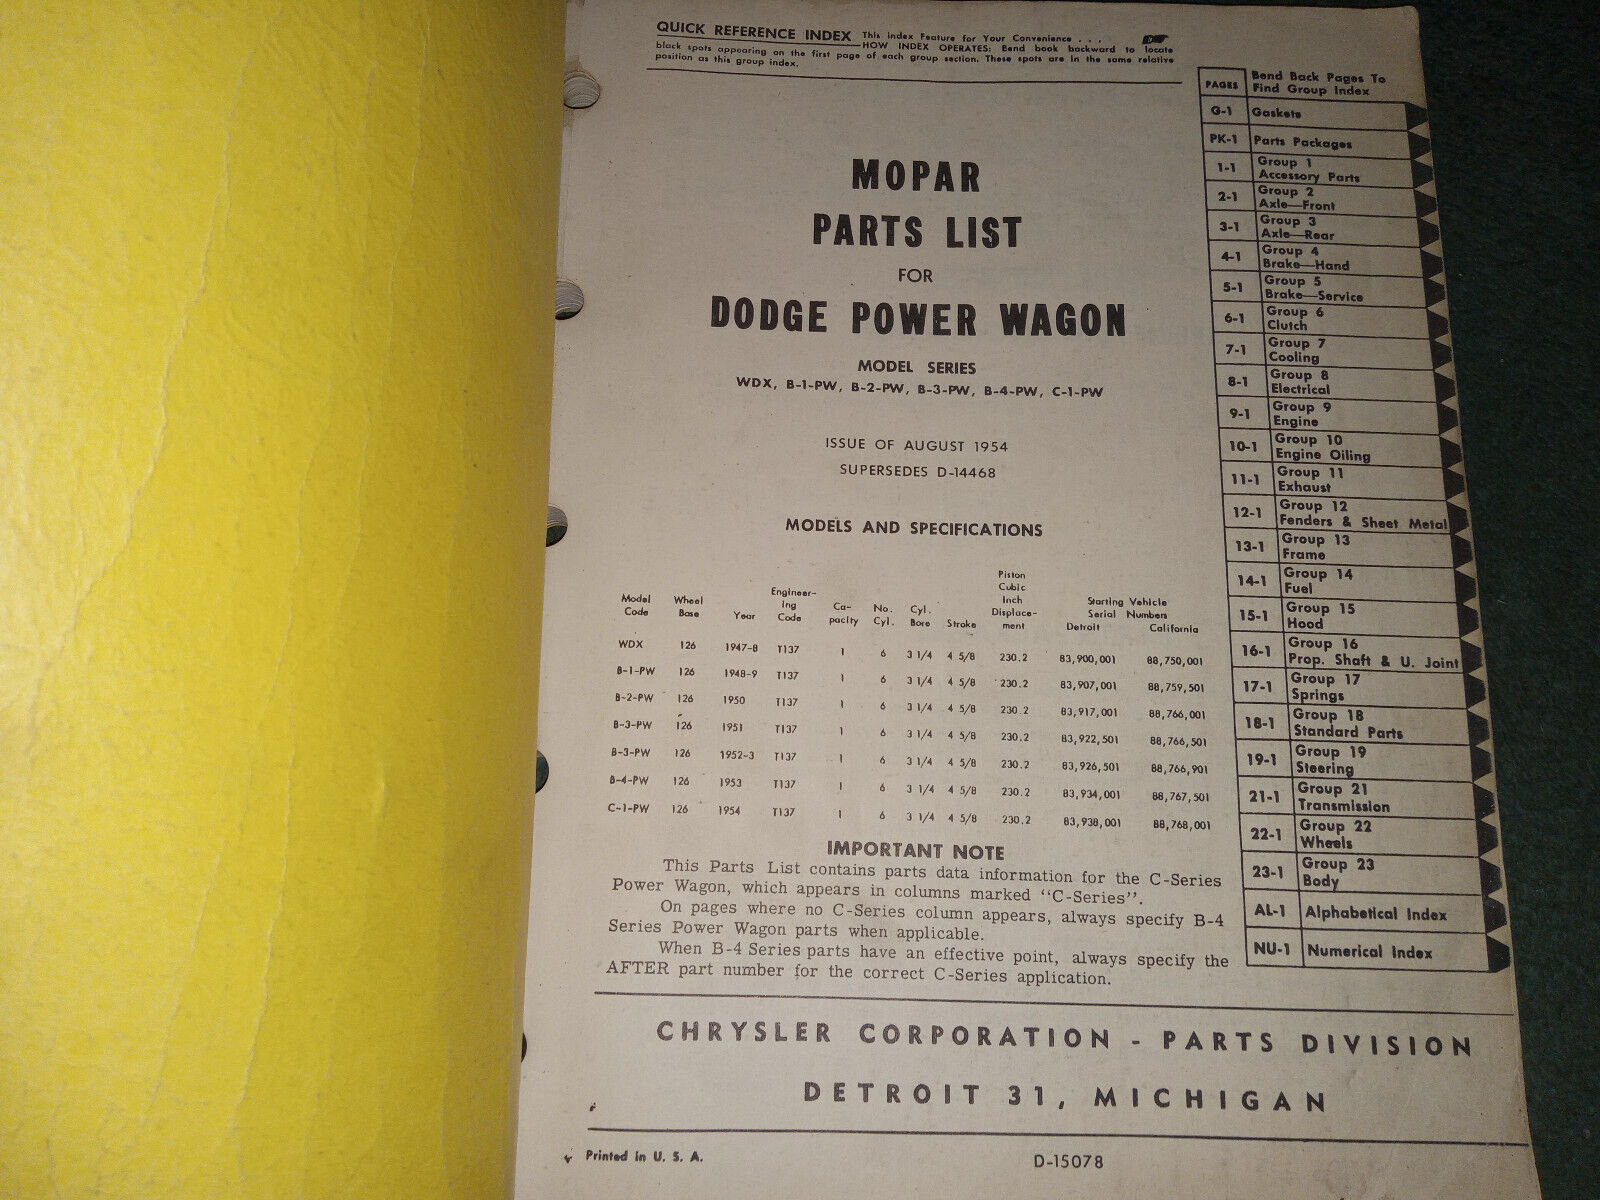 QUICK REFERENCE INDEX This Index Feature for Your Convenience . . .
HOW INDEX OPERATES: Bend book backward to locate
black spots appearing on the first page of each group section. These spots are in the same relative
position as this group index.
MOPAR
PARTS LIST
FOR
DODGE POWER WAGON
MODEL SERIES
WDX, B-1-PW, B-2-PW, B-3-PW, B-4-PW, C-1-PW
ISSUE OF AUGUST 1954
SUPERSEDES D-14468
MODELS AND SPECIFICATIONS
Model Code Wheel Base Year Engineer- ing Code Ca- pacity No. Cyl. Cyl. Bore Stroke Piston Cubic Inch Displace- ment Starting Vehicle Serial Numbers Detroit California
WDX 126 1947-8 T137 1 6 3 1/4 4 5/8 230.2 83,900,001 88,750,001
B-1-PW 126 1948-9 T137 1 6 3 1/4 4 5/8 230.2 83,907,001 88,759,501
B-2-PW 126 1950 T137 1 6 3 1/4 4 5/8 230.2 83,917,001 88,766,001
B-3-PW 126 1951 T137 1 6 3 1/4 4 5/8 230.2 83,922,501 88,766,501
B-3-PW 126 1952-3 T137 1 6 3 1/4 4 5/8 230.2 83,926,501 88,766,901
B-4-PW 126 1953 T137 1 6 3 1/4 4 5/8 230.2 83,934,001 88,767,501
C-1-PW 126 1954 T137 1 6 3 1/4 4 5/8 230.2 83,938,001 88,768,001
IMPORTANT NOTE
This Parts List contains parts data information for the C-Series
Power Wagon, which appears in columns marked "C-Series".
On pages where no C-Series column appears, always specify B-4
Series Power Wagon parts when applicable.
When B-4 Series parts have an effective point, always specify the
AFTER part number for the correct C-Series application.
PAGES Bend Back Pages To
Find Group Index
G-1 Gaskets
PK-1 Parts Packages
1-1 Group 1
Accessory Parts
2-1 Group 2
Axle—Front
3-1 Group 3
Axle—Rear
4-1 Group 4
Brake—Hand
5-1 Group 5
Brake—Service
6-1 Group 6
Clutch
7-1 Group 7
Cooling
8-1 Group 8
Electrical
9-1 Group 9
Engine
10-1 Group 10
Engine Oiling
11-1 Group 11
Exhaust
12-1 Group 12
Fenders & Sheet Metal
13-1 Group 13
Frame
14-1 Group 14
Fuel
15-1 Group 15
Hood
16-1 Group 16
Prop. Shaft & U. Joint
17-1 Group 17
Springs
18-1 Group 18
Standard Parts
19-1 Group 19
Steering
21-1 Group 21
Transmission
22-1 Group 22
Wheels
23-1 Group 23
Body
AL-1 Alphabetical Index
NU-1 Numerical Index
CHRYSLER CORPORATION - PARTS DIVISION
DETROIT 31, MICHIGAN
Printed in U. S. A.
D-15078